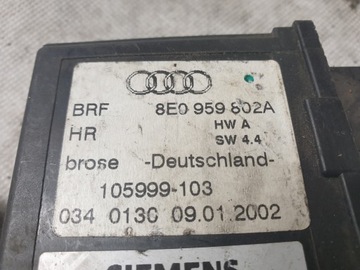 BRF 8E0 959 802A
HR HW A
SW 4.4
brose -Deutschland-
105999-103
034 0130 09.01.2002
SIEMENS